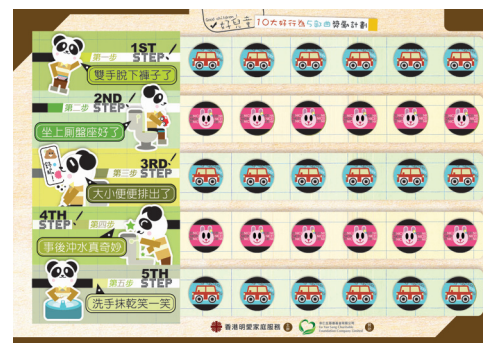 Good children!
好兒童 10大好行為5動曲獎勵計劃
1ST
第一步 STEP
雙手脫下褲子了
2ND
第二步 STEP
坐上厠盤座好了
3RD
第三步 STEP
大小便便排出了
4TH
STEP 第四步
事後沖水真奇妙
5TH
第五步 STEP
洗手抹乾笑一笑
香港明愛家庭服務